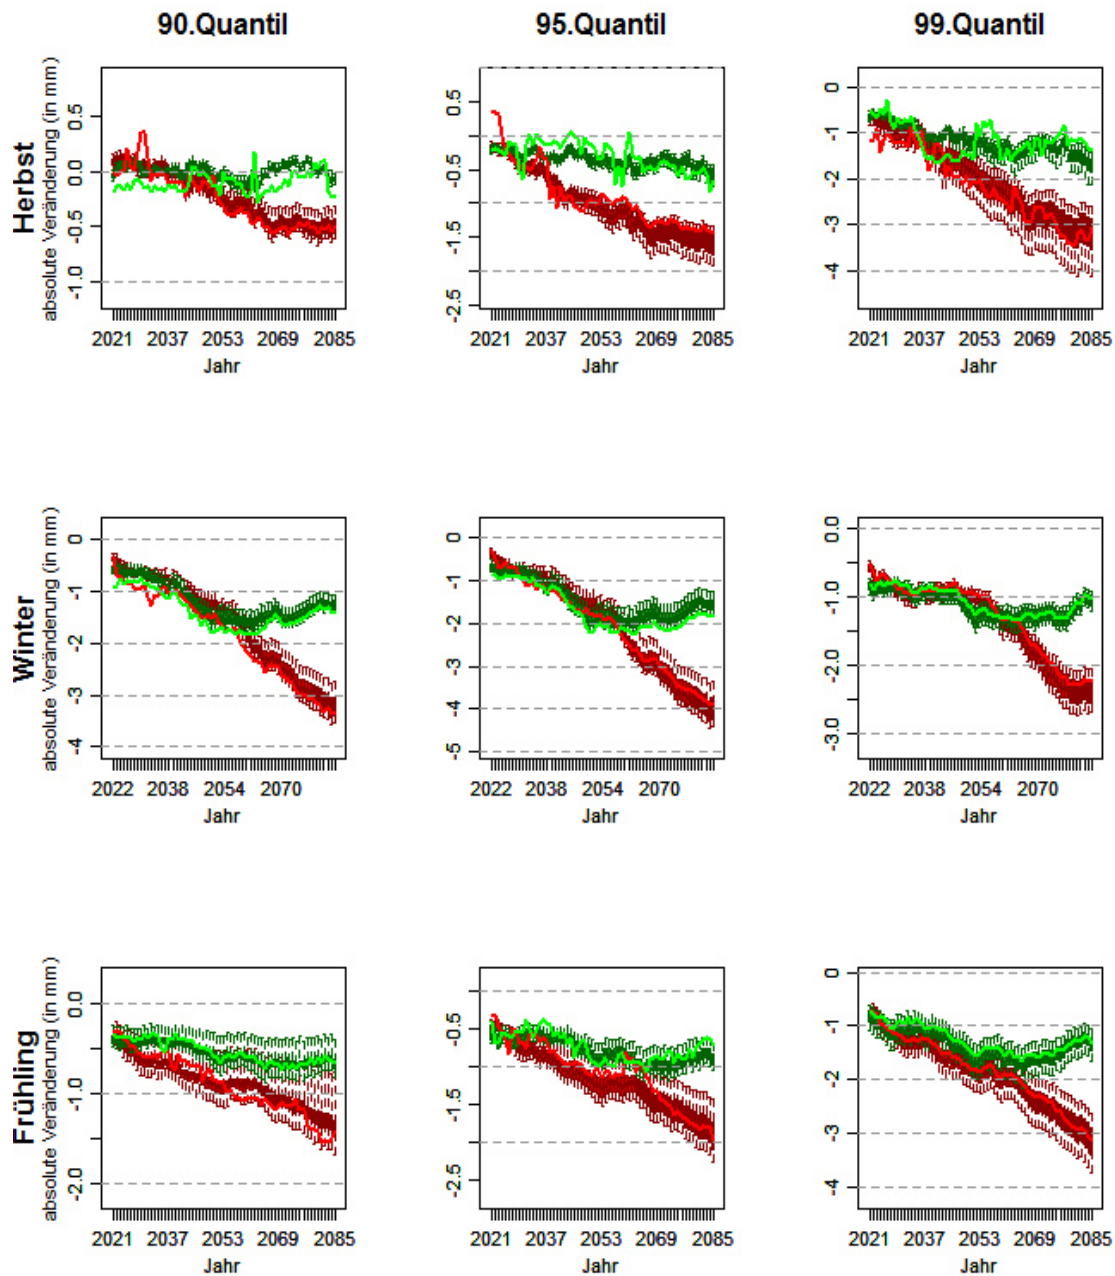 90.Quantil 95.Quantil 99.Quantil
Herbst
absolute Veränderung (in mm)
0.5
0.0
-0.5
-1.0
2021 2037 2053 2069 2085
Jahr
0.5
-0.5
-1.5
-2.5
2021 2037 2053 2069 2085
Jahr
0
-1
-2
-3
-4
2021 2037 2053 2069 2085
Jahr
Winter
absolute Veränderung (in mm)
0
-1
-2
-3
-4
2022 2038 2054 2070
Jahr
0
-1
-2
-3
-4
-5
2022 2038 2054 2070
Jahr
0.0
-1.0
-2.0
-3.0
2022 2038 2054 2070
Jahr
Frühling
absolute Veränderung (in mm)
0.0
-1.0
-2.0
2021 2037 2053 2069 2085
Jahr
-0.5
-1.5
-2.5
2021 2037 2053 2069 2085
Jahr
0
-1
-2
-3
-4
2021 2037 2053 2069 2085
Jahr